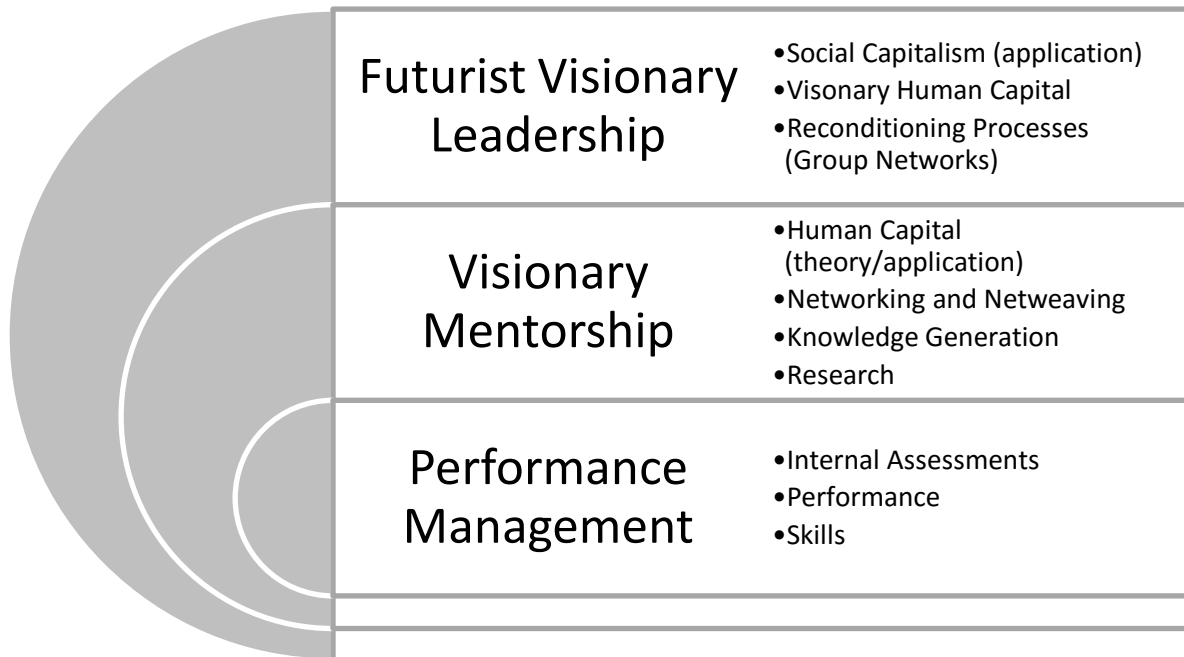 Futurist Visionary
Leadership
•Social Capitalism (application)
•Visonary Human Capital
•Reconditioning Processes
(Group Networks)
Visionary
Mentorship
•Human Capital
(theory/application)
•Networking and Netweaving
•Knowledge Generation
•Research
Performance
Management
•Internal Assessments
•Performance
•Skills